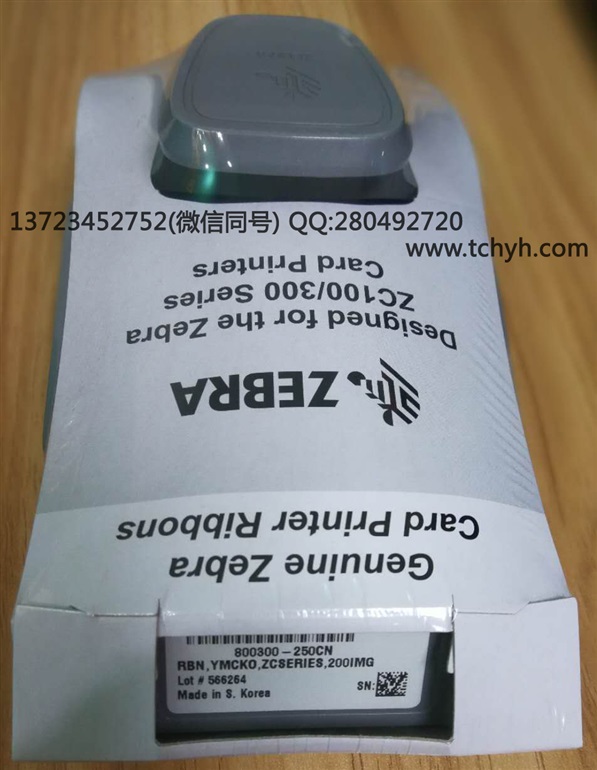 ZEBRA
13723452752(微信同号) QQ:280492720
www.tchyh.com
Genuine Zebra
Card Printer Ribbons
ZEBRA
Designed for the Zebra
ZC100/300 Series
Card Printers
800300-250CN
RBN,YMCKO,ZCSERIES,200IMG
Lot # 566264
Made in S. Korea
SN: